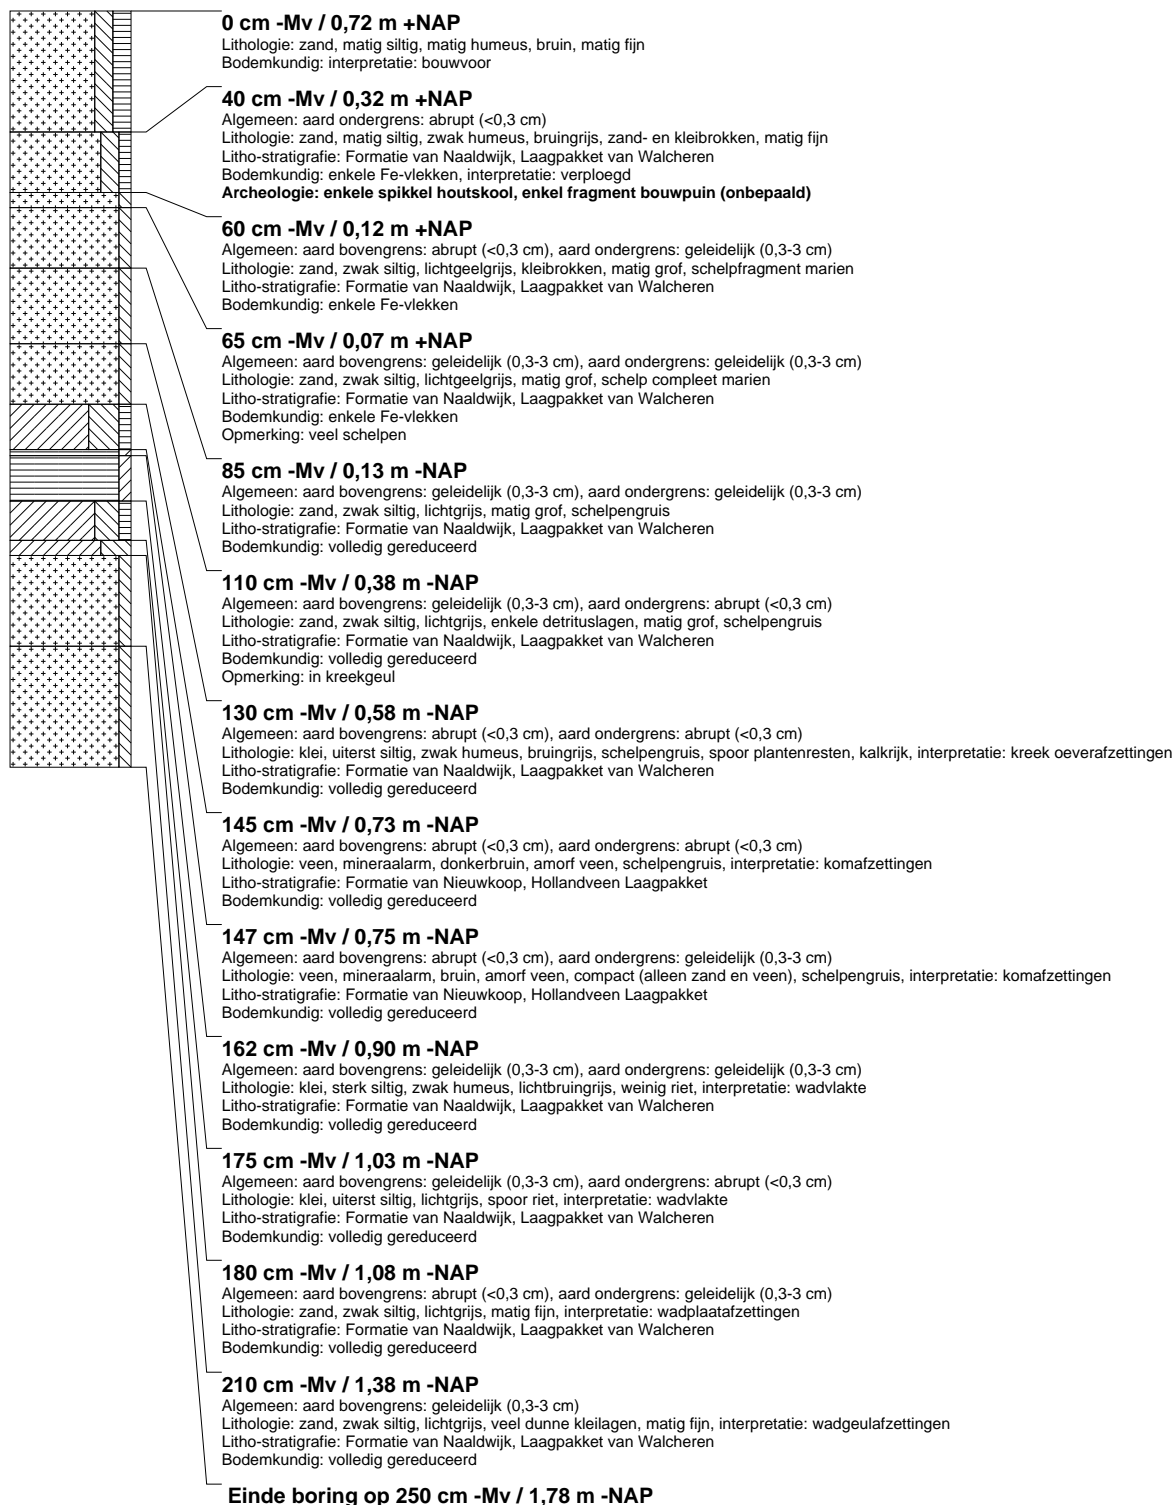 0 cm -Mv / 0,72 m +NAP
Lithologie: zand, matig siltig, matig humeus, bruin, matig fijn
Bodemkundig: interpretatie: bouwvoor
40 cm -Mv / 0,32 m +NAP
Algemeen: aard ondergrens: abrupt (<0,3 cm)
Lithologie: zand, matig siltig, zwak humeus, bruingrijs, zand- en kleibrokken, matig fijn
Litho-stratigrafie: Formatie van Naaldwijk, Laagpakket van Walcheren
Bodemkundig: enkele Fe-vlekken, interpretatie: verploegd
Archeologie: enkele spikkel houtskool, enkel fragment bouwpuin (onbepaald)
60 cm -Mv / 0,12 m +NAP
Algemeen: aard bovengrens: abrupt (<0,3 cm), aard ondergrens: geleidelijk (0,3-3 cm)
Lithologie: zand, zwak siltig, lichtgeelgrijs, kleibrokken, matig grof, schelpfragment marien
Litho-stratigrafie: Formatie van Naaldwijk, Laagpakket van Walcheren
Bodemkundig: enkele Fe-vlekken
65 cm -Mv / 0,07 m +NAP
Algemeen: aard bovengrens: geleidelijk (0,3-3 cm), aard ondergrens: geleidelijk (0,3-3 cm)
Lithologie: zand, zwak siltig, lichtgeelgrijs, matig grof, schelp compleet marien
Litho-stratigrafie: Formatie van Naaldwijk, Laagpakket van Walcheren
Bodemkundig: enkele Fe-vlekken
Opmerking: veel schelpen
85 cm -Mv / 0,13 m -NAP
Algemeen: aard bovengrens: geleidelijk (0,3-3 cm), aard ondergrens: geleidelijk (0,3-3 cm)
Lithologie: zand, zwak siltig, lichtgrijs, matig grof, schelpengruis
Litho-stratigrafie: Formatie van Naaldwijk, Laagpakket van Walcheren
Bodemkundig: volledig gereduceerd
110 cm -Mv / 0,38 m -NAP
Algemeen: aard bovengrens: geleidelijk (0,3-3 cm), aard ondergrens: abrupt (<0,3 cm)
Lithologie: zand, zwak siltig, lichtgrijs, enkele detrituslagen, matig grof, schelpengruis
Litho-stratigrafie: Formatie van Naaldwijk, Laagpakket van Walcheren
Bodemkundig: volledig gereduceerd
Opmerking: in kreekgeul
130 cm -Mv / 0,58 m -NAP
Algemeen: aard bovengrens: abrupt (<0,3 cm), aard ondergrens: abrupt (<0,3 cm)
Lithologie: klei, uiterst siltig, zwak humeus, bruingrijs, schelpengruis, spoor plantenresten, kalkrijk, interpretatie: kreek oeverafzettingen
Litho-stratigrafie: Formatie van Naaldwijk, Laagpakket van Walcheren
Bodemkundig: volledig gereduceerd
145 cm -Mv / 0,73 m -NAP
Algemeen: aard bovengrens: abrupt (<0,3 cm), aard ondergrens: abrupt (<0,3 cm)
Lithologie: veen, mineraalarm, donkerbruin, amorf veen, schelpengruis, interpretatie: komafzettingen
Litho-stratigrafie: Formatie van Nieuwkoop, Hollandveen Laagpakket
Bodemkundig: volledig gereduceerd
147 cm -Mv / 0,75 m -NAP
Algemeen: aard bovengrens: abrupt (<0,3 cm), aard ondergrens: geleidelijk (0,3-3 cm)
Lithologie: veen, mineraalarm, bruin, amorf veen, compact (alleen zand en veen), schelpengruis, interpretatie: komafzettingen
Litho-stratigrafie: Formatie van Nieuwkoop, Hollandveen Laagpakket
Bodemkundig: volledig gereduceerd
162 cm -Mv / 0,90 m -NAP
Algemeen: aard bovengrens: geleidelijk (0,3-3 cm), aard ondergrens: geleidelijk (0,3-3 cm)
Lithologie: klei, sterk siltig, zwak humeus, lichtbruingrijs, weinig riet, interpretatie: wadvlakte
Litho-stratigrafie: Formatie van Naaldwijk, Laagpakket van Walcheren
Bodemkundig: volledig gereduceerd
175 cm -Mv / 1,03 m -NAP
Algemeen: aard bovengrens: geleidelijk (0,3-3 cm), aard ondergrens: abrupt (<0,3 cm)
Lithologie: klei, uiterst siltig, lichtgrijs, spoor riet, interpretatie: wadvlakte
Litho-stratigrafie: Formatie van Naaldwijk, Laagpakket van Walcheren
Bodemkundig: volledig gereduceerd
180 cm -Mv / 1,08 m -NAP
Algemeen: aard bovengrens: abrupt (<0,3 cm), aard ondergrens: geleidelijk (0,3-3 cm)
Lithologie: zand, zwak siltig, lichtgrijs, matig fijn, interpretatie: wadplaatafzettingen
Litho-stratigrafie: Formatie van Naaldwijk, Laagpakket van Walcheren
Bodemkundig: volledig gereduceerd
210 cm -Mv / 1,38 m -NAP
Algemeen: aard bovengrens: geleidelijk (0,3-3 cm)
Lithologie: zand, zwak siltig, lichtgrijs, veel dunne kleilagen, matig fijn, interpretatie: wadgeulafzettingen
Litho-stratigrafie: Formatie van Naaldwijk, Laagpakket van Walcheren
Bodemkundig: volledig gereduceerd
Einde boring op 250 cm -Mv / 1,78 m -NAP